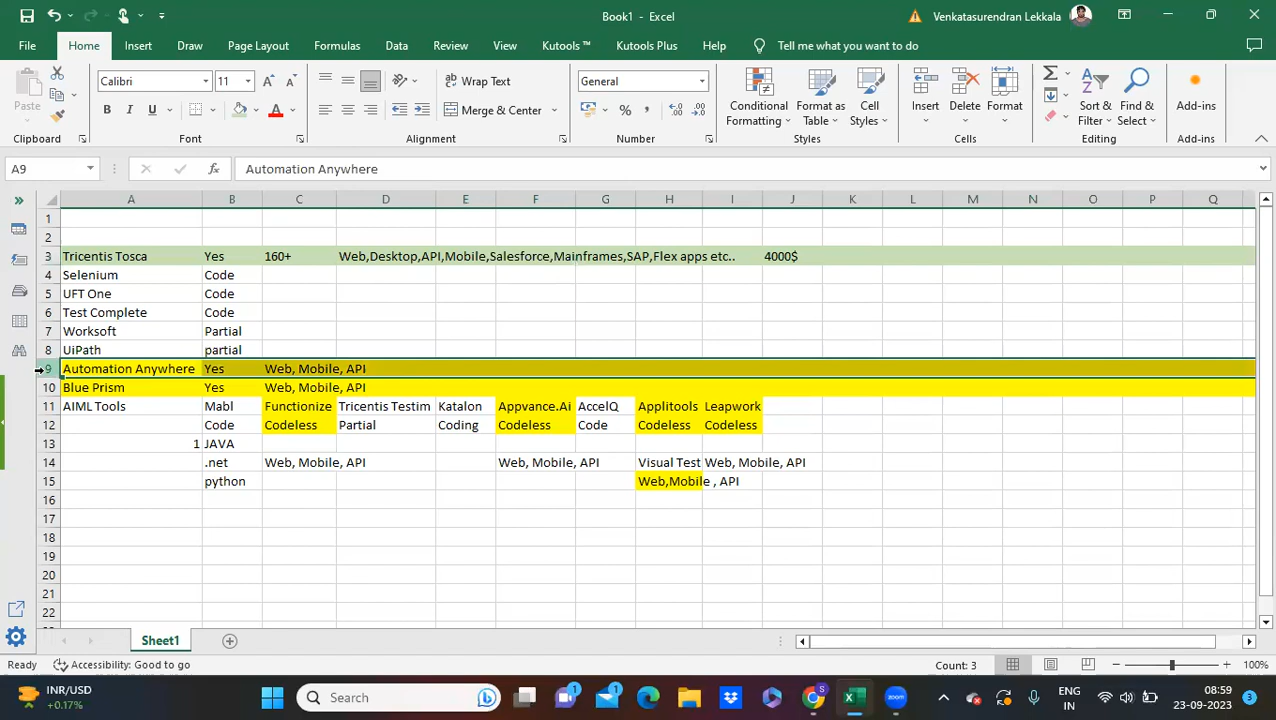 Book1 - Excel
Venkatasurendran Lekkala
File Home Insert Draw Page Layout Formulas Data Review View Kutools ™ Kutools Plus Help Tell me what you want to do
Calibri 11 Wrap Text General
Paste B I U A Merge & Center % , Conditional Formatting Format as Table Cell Styles Insert Delete Format Sort & Filter Find & Select Add-ins
Clipboard Font Alignment Number Styles Cells Editing Add-ins
A9 fx Automation Anywhere
A B C D E F G H I J K L M N O P Q
1
2
3 Tricentis Tosca Yes 160+ Web,Desktop,API,Mobile,Salesforce,Mainframes,SAP,Flex apps etc.. 4000$
4 Selenium Code
5 UFT One Code
6 Test Complete Code
7 Worksoft Partial
8 UiPath partial
9 Automation Anywhere Yes Web, Mobile, API
10 Blue Prism Yes Web, Mobile, API
11 AIML Tools Mabl Functionize Tricentis Testim Katalon Appvance.Ai AccelQ Applitools Leapwork
12 Code Codeless Partial Coding Codeless Code Codeless Codeless
13 1 JAVA
14 .net Web, Mobile, API Web, Mobile, API Visual Test Web, Mobile, API
15 python Web,Mobile , API
16
17
18
19
20
21
22
Sheet1
Ready Accessibility: Good to go Count: 3 100%
INR/USD
+0.17%
Search
ENG
IN
08:59
23-09-2023